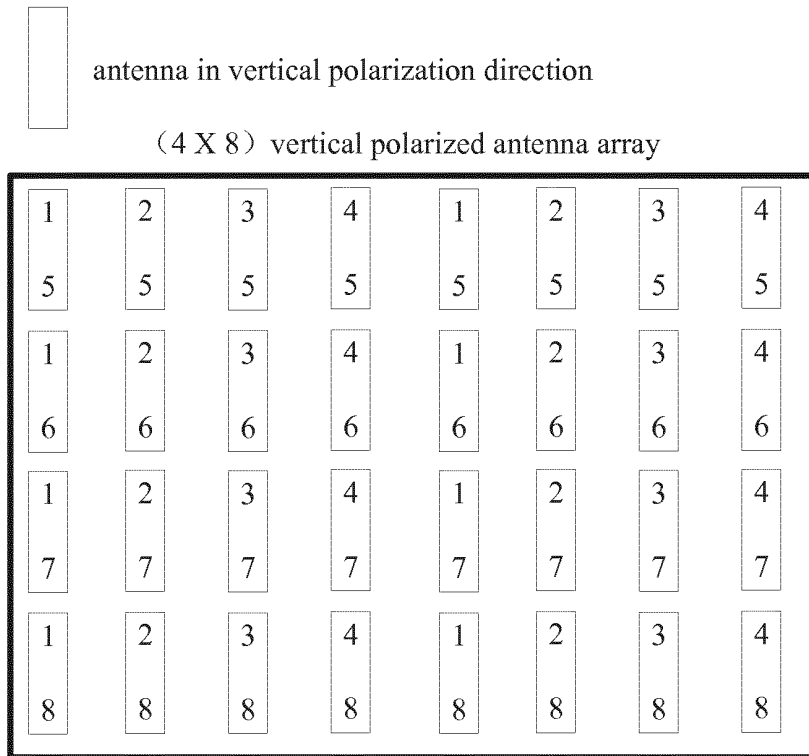 antenna in vertical polarization direction
（4 X 8）vertical polarized antenna array
1 2 3 4 1 2 3 4
5 5 5 5 5 5 5 5
1 2 3 4 1 2 3 4
6 6 6 6 6 6 6 6
1 2 3 4 1 2 3 4
7 7 7 7 7 7 7 7
1 2 3 4 1 2 3 4
8 8 8 8 8 8 8 8